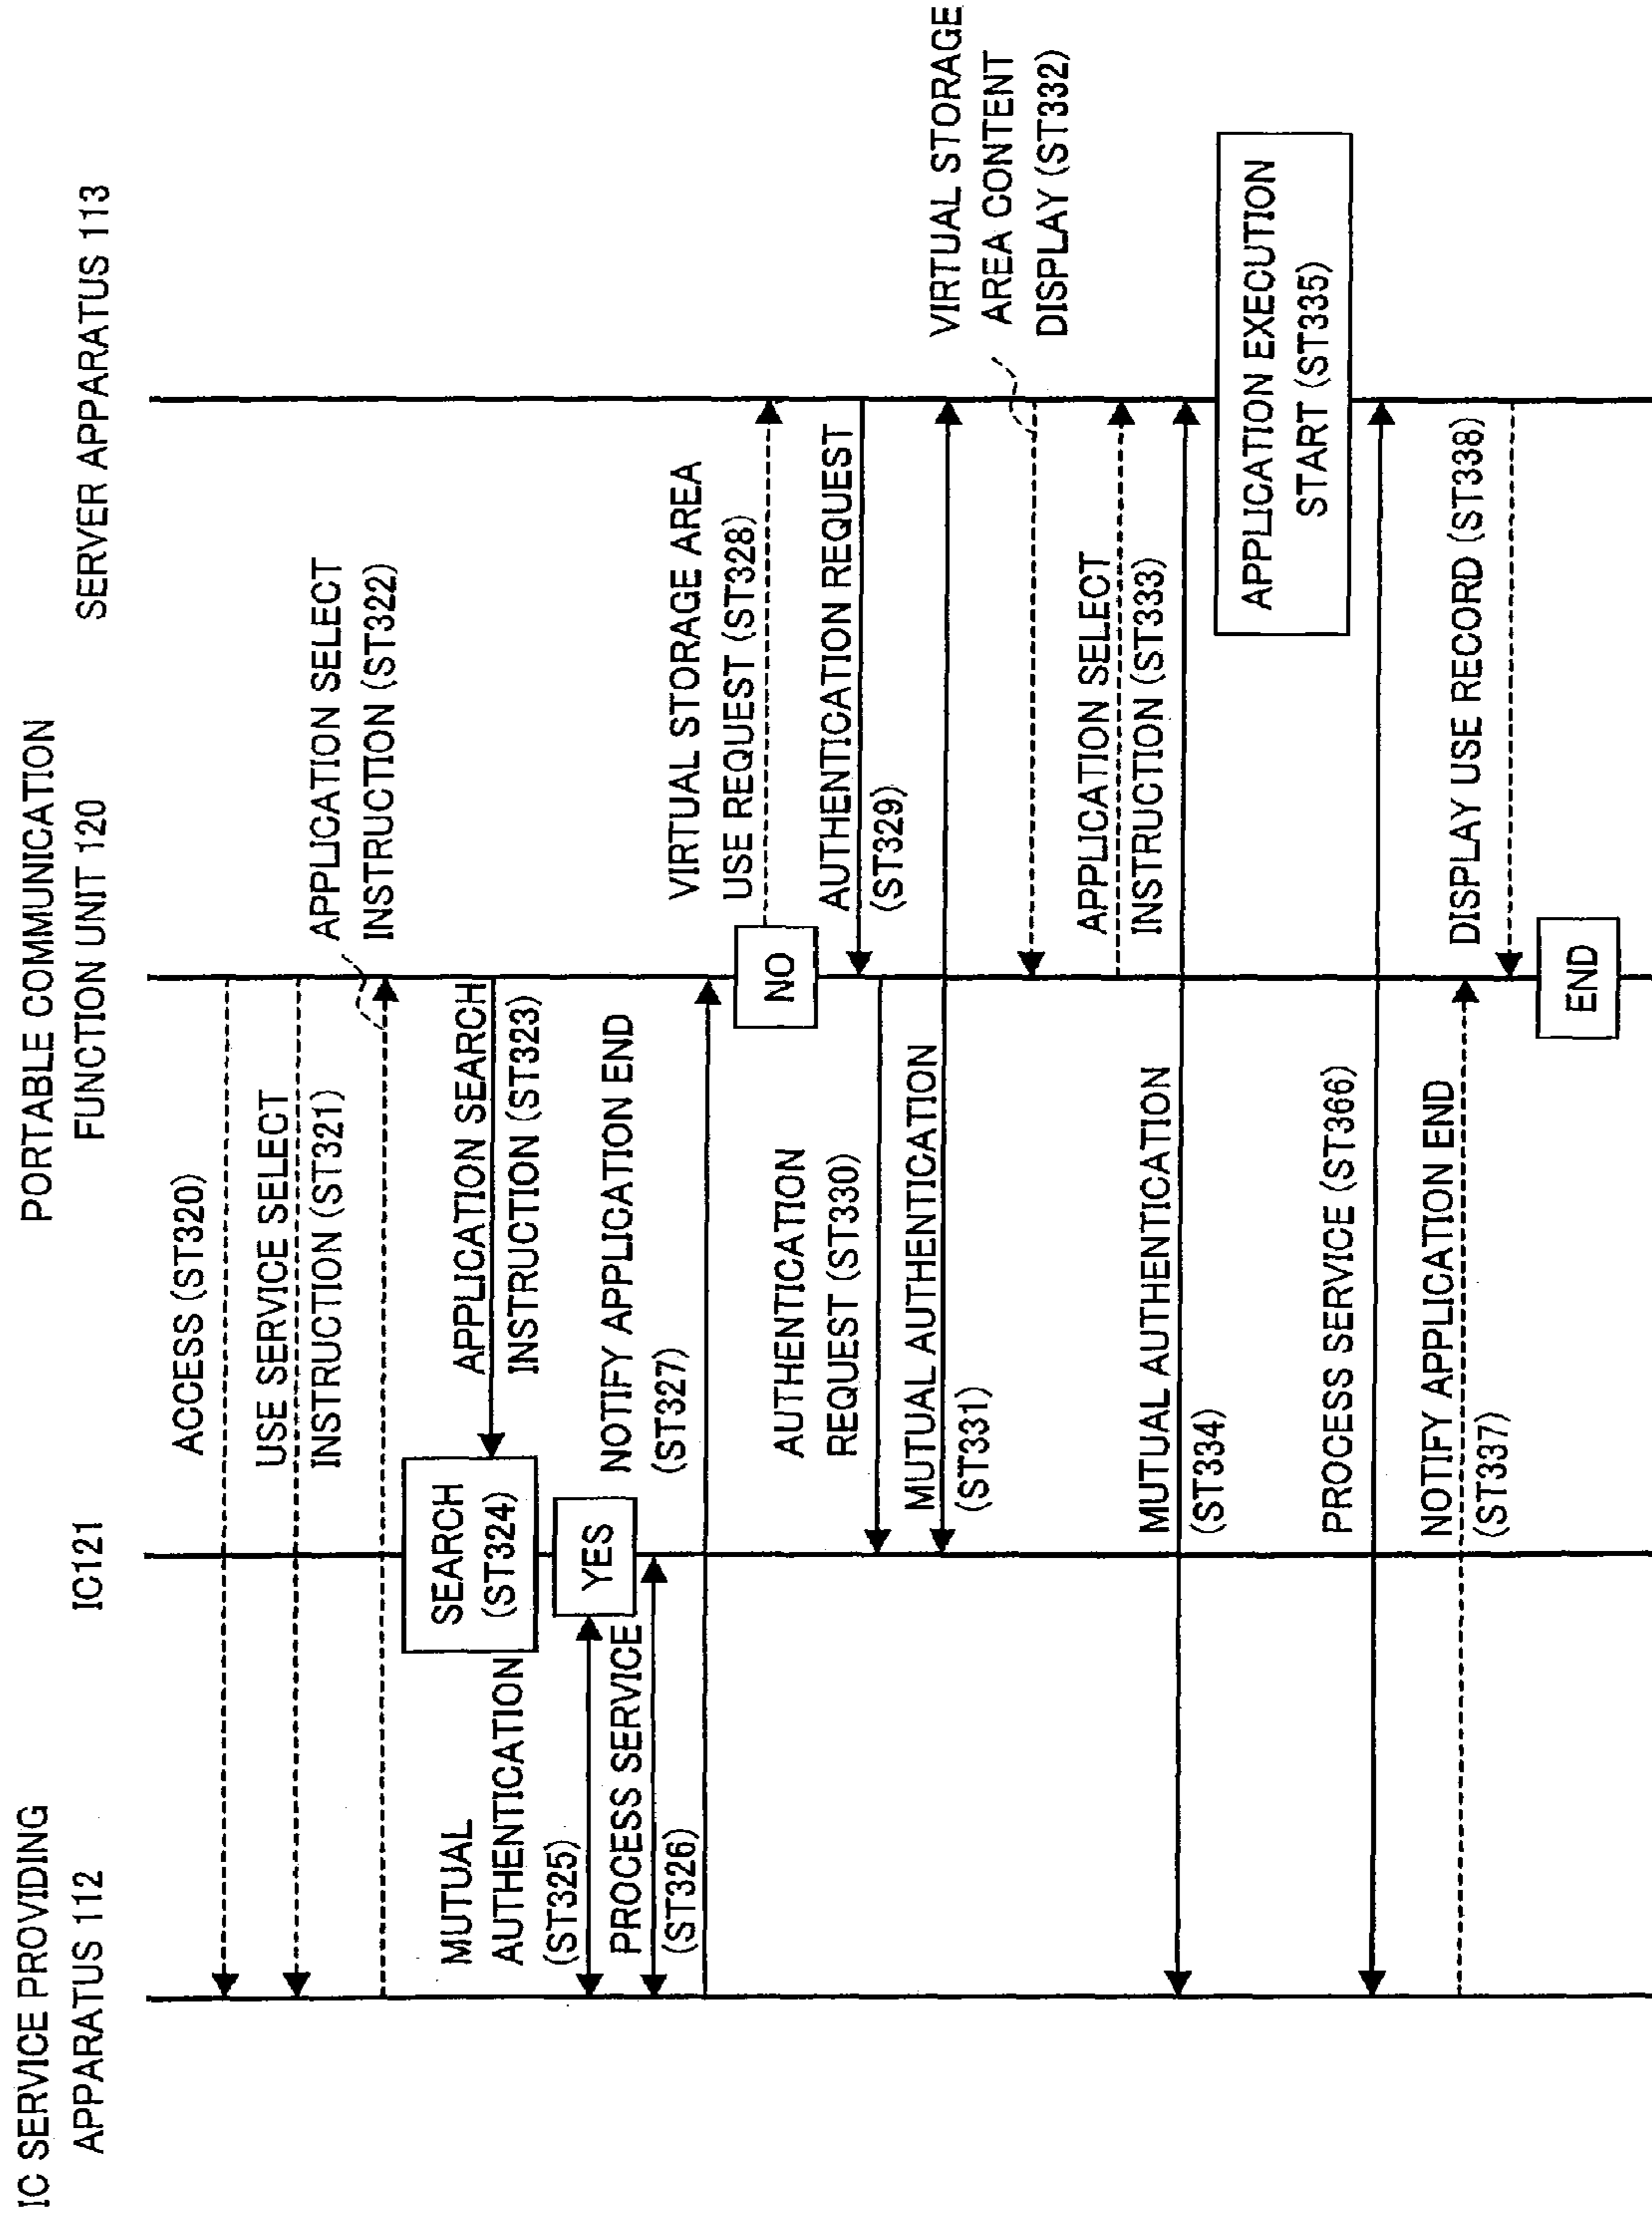 IC SERVICE PROVIDING
APPARATUS 112
IC121
PORTABLE COMMUNICATION
FUNCTION UNIT 120
SERVER APPARATUS 113
ACCESS (ST320)
USE SERVICE SELECT
INSTRUCTION (ST321)
APPLICATION SELECT
INSTRUCTION (ST322)
APPLICATION SEARCH
INSTRUCTION (ST323)
SEARCH
(ST324)
MUTUAL
AUTHENTICATION
(ST325)
YES
PROCESS SERVICE
(ST326)
NOTIFY APPLICATION END
(ST327)
NO
VIRTUAL STORAGE AREA
USE REQUEST (ST328)
AUTHENTICATION REQUEST
(ST329)
AUTHENTICATION
REQUEST (ST330)
MUTUAL AUTHENTICATION
(ST331)
VIRTUAL STORAGE
AREA CONTENT
DISPLAY (ST332)
APPLICATION SELECT
INSTRUCTION (ST333)
MUTUAL AUTHENTICATION
(ST334)
APPLICATION EXECUTION
START (ST335)
PROCESS SERVICE (ST366)
NOTIFY APPLICATION END
(ST337)
DISPLAY USE RECORD (ST338)
END